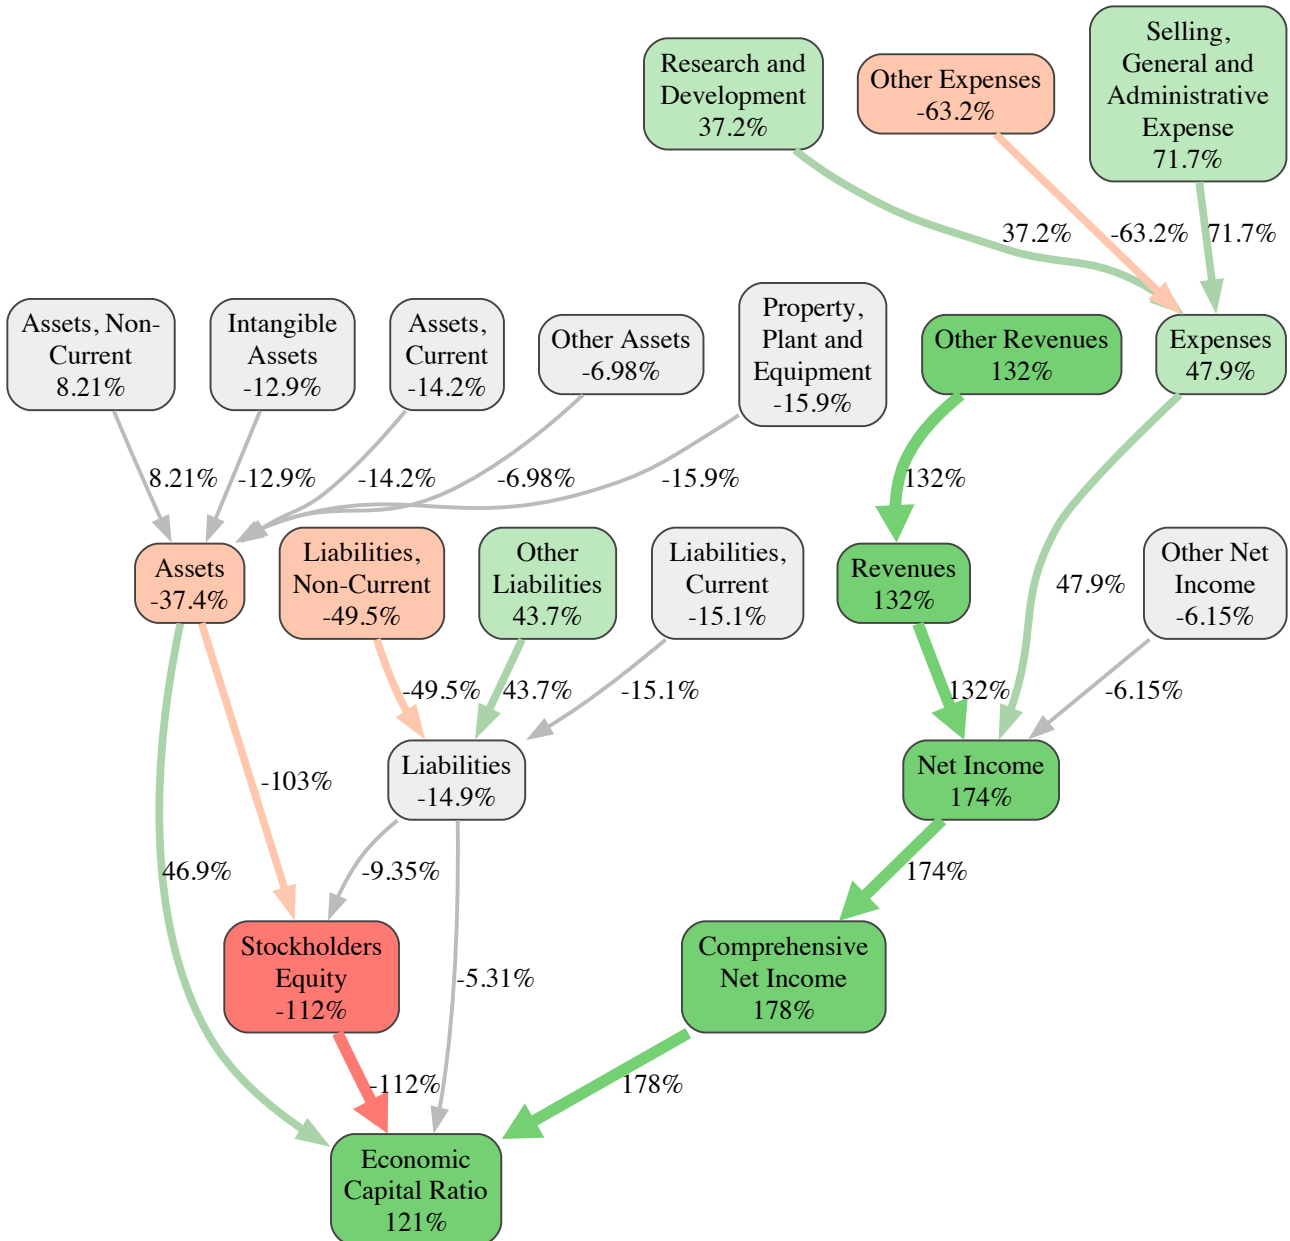 Research and
Development
37.2%
Other Expenses
-63.2%
Selling,
General and
Administrative
Expense
71.7%
37.2%
-63.2%
71.7%
Assets, Non-
Current
8.21%
Intangible
Assets
-12.9%
Assets,
Current
-14.2%
Other Assets
-6.98%
Property,
Plant and
Equipment
-15.9%
Other Revenues
132%
Expenses
47.9%
8.21%
-12.9%
-14.2%
-6.98%
-15.9%
132%
Assets
-37.4%
Liabilities,
Non-Current
-49.5%
Other
Liabilities
43.7%
Liabilities,
Current
-15.1%
Revenues
132%
47.9%
Other Net
Income
-6.15%
-49.5%
43.7%
-15.1%
132%
-6.15%
-103%
Liabilities
-14.9%
Net Income
174%
46.9%
-9.35%
174%
Stockholders
Equity
-112%
-5.31%
Comprehensive
Net Income
178%
-112%
178%
Economic
Capital Ratio
121%